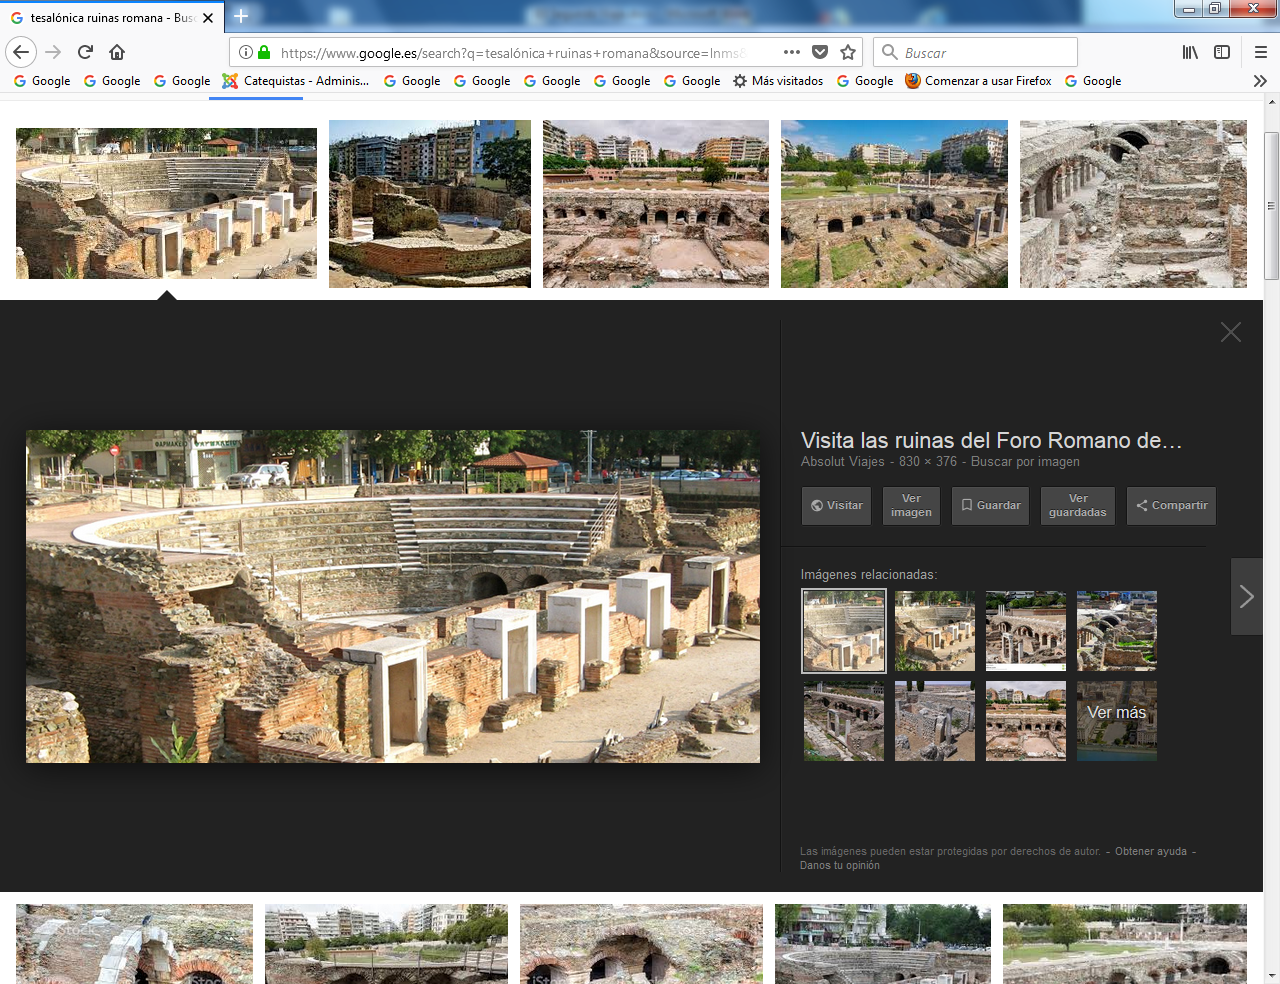 tesalónica ruinas romana - Bus
https://www.google.es/search?q=tesalónica+ruinas+romana&source=lnms&
Buscar
Google
Google
Google
Catequistas - Adminis...
Google
Google
Google
Google
Google
Más visitados
Google
Comenzar a usar Firefox
Google
ΦΑΡΜΑΚΕΙΟ
Visita las ruinas del Foro Romano de...
Absolut Viajes - 830 × 376 - Buscar por imagen
Visitar
Ver
imagen
Guardar
Ver
guardadas
Compartir
Imágenes relacionadas:
Ver más
Las imágenes pueden estar protegidas por derechos de autor. - Obtener ayuda -
Danos tu opinión